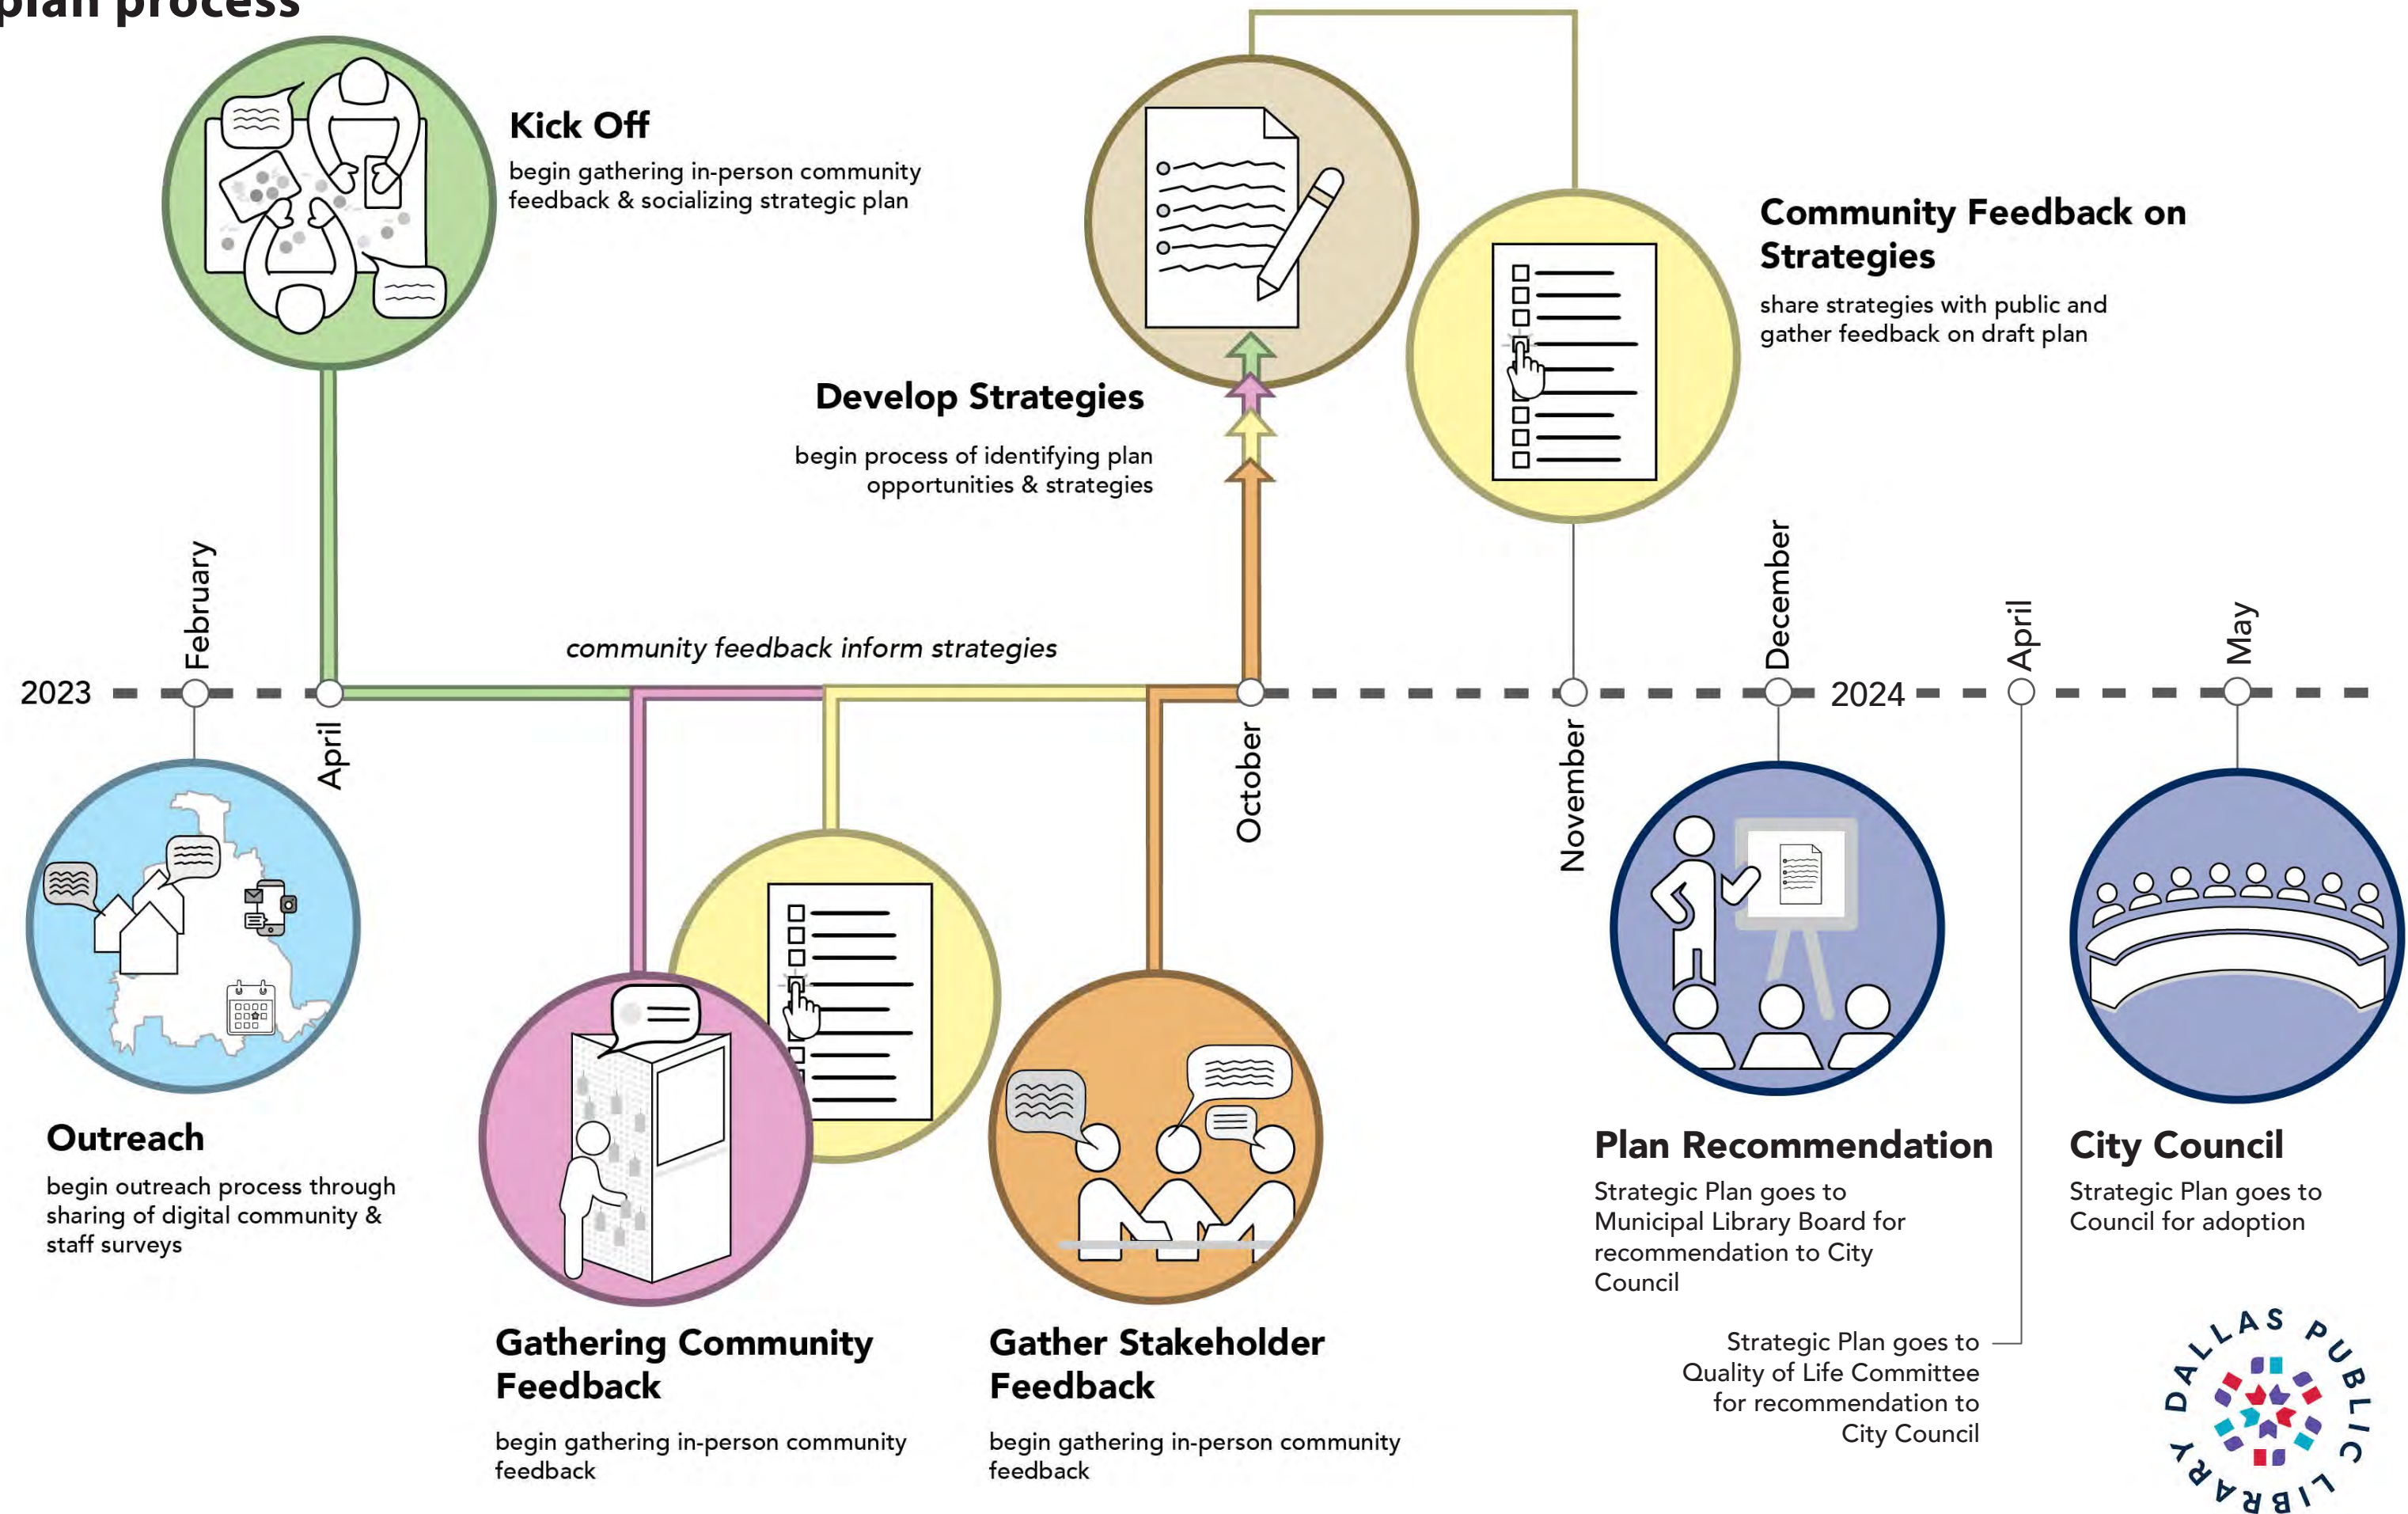 plan process
Kick Off
begin gathering in-person community
feedback & socializing strategic plan
Community Feedback on
Strategies
share strategies with public and
gather feedback on draft plan
Develop Strategies
begin process of identifying plan
opportunities & strategies
community feedback inform strategies
2023
February
April
October
November
December
2024
April
May
Outreach
begin outreach process through
sharing of digital community &
staff surveys
Gathering Community
Feedback
begin gathering in-person community
feedback
Gather Stakeholder
Feedback
begin gathering in-person community
feedback
Plan Recommendation
Strategic Plan goes to
Municipal Library Board for
recommendation to City
Council
Strategic Plan goes to
Quality of Life Committee
for recommendation to
City Council
City Council
Strategic Plan goes to
Council for adoption
DALLAS PUBLIC LIBRARY